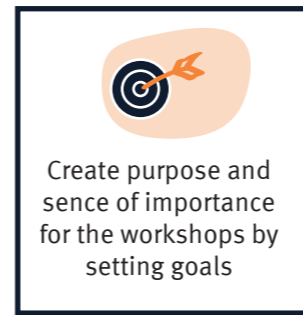 Create purpose and
sence of importance
for the workshops by
setting goals